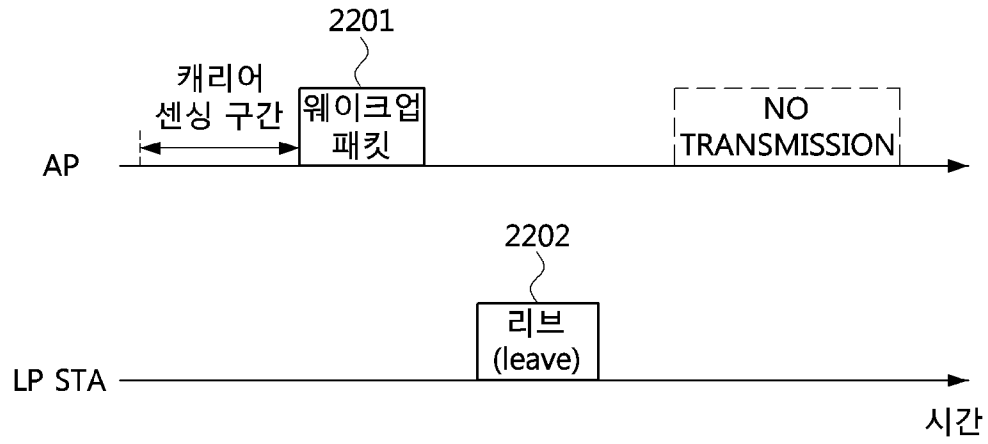 2201
캐리어
센싱 구간
웨이크업
패킷
NO
TRANSMISSION
AP
2202
리브
(leave)
LP STA
시간